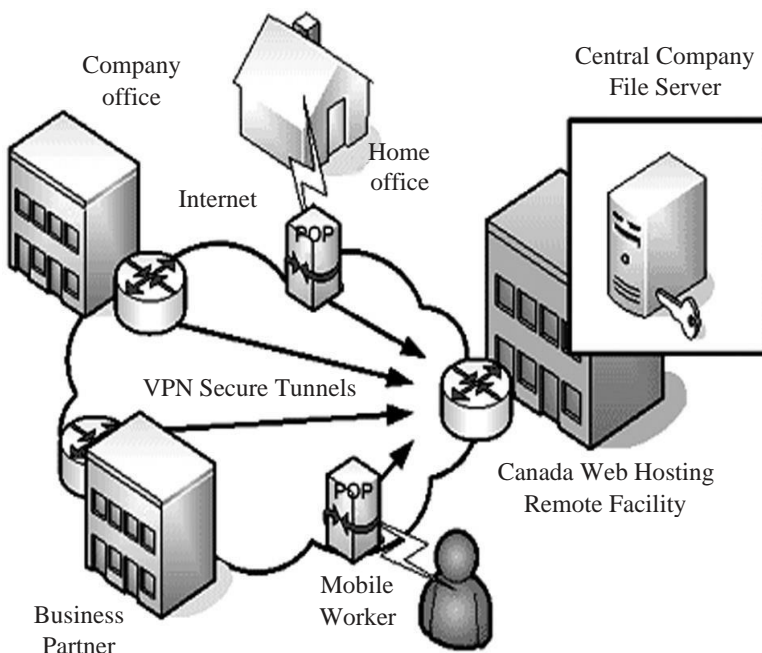 Company
office
Central Company
File Server
Home
office
Internet
POP
VPN Secure Tunnels
Canada Web Hosting
Remote Facility
POP
Mobile
Worker
Business
Partner